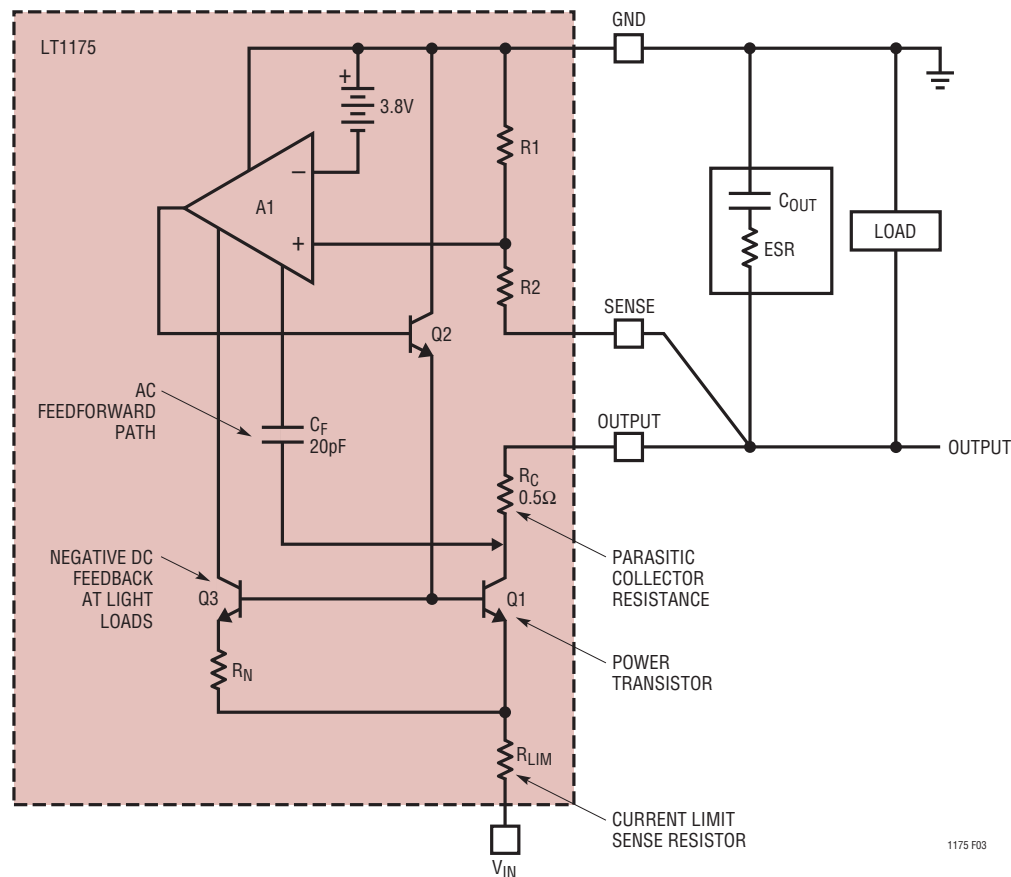 LT1175
GND
+
3.8V
R1
–
A1
+
COUT
ESR
LOAD
R2
SENSE
Q2
AC
FEEDFORWARD
PATH
CF
20pF
OUTPUT
OUTPUT
RC
0.5Ω
PARASITIC
COLLECTOR
RESISTANCE
NEGATIVE DC
FEEDBACK
AT LIGHT
LOADS
Q3
Q1
RN
POWER
TRANSISTOR
RLIM
CURRENT LIMIT
SENSE RESISTOR
VIN
1175 F03